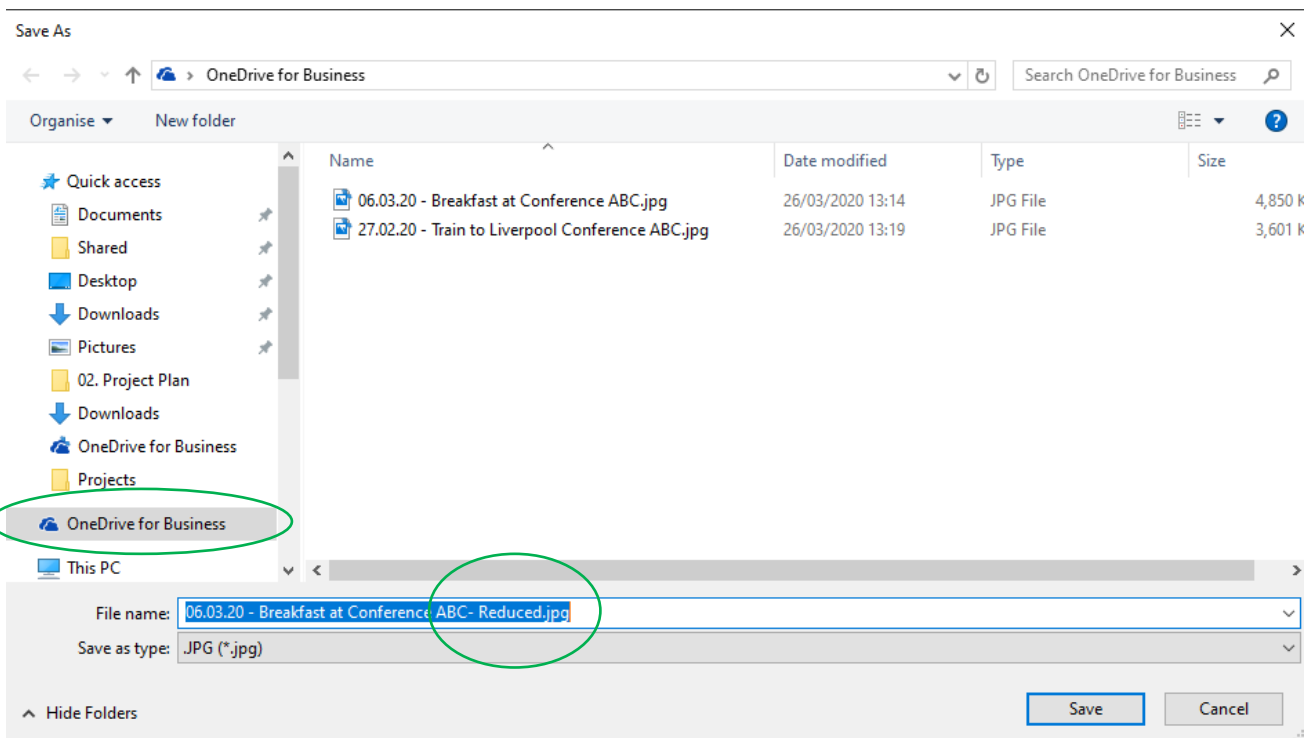 Save As
OneDrive for Business
Search OneDrive for Business
Organise New folder
Name Date modified Type Size
Quick access
Documents
Shared
Desktop
Downloads
Pictures
02. Project Plan
Downloads
OneDrive for Business
Projects
OneDrive for Business
This PC
06.03.20 - Breakfast at Conference ABC.jpg 26/03/2020 13:14 JPG File 4,850 K
27.02.20 - Train to Liverpool Conference ABC.jpg 26/03/2020 13:19 JPG File 3,601 K
File name: 06.03.20 - Breakfast at Conference ABC- Reduced.jpg
Save as type: .JPG (*.jpg)
Hide Folders
Save Cancel